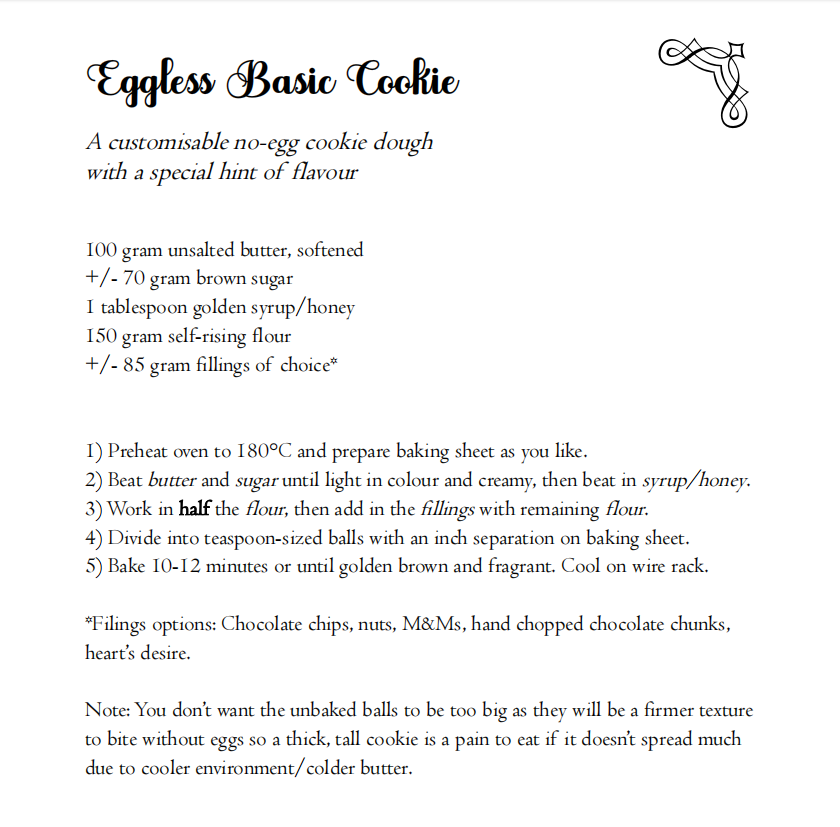 Eggless Basic Cookie
A customisable no-egg cookie dough
with a special hint of flavour
100 gram unsalted butter, softened
+/- 70 gram brown sugar
1 tablespoon golden syrup/honey
150 gram self-rising flour
+/- 85 gram fillings of choice*
1) Preheat oven to 180°C and prepare baking sheet as you like.
2) Beat butter and sugar until light in colour and creamy, then beat in syrup/honey.
3) Work in half the flour, then add in the fillings with remaining flour.
4) Divide into teaspoon-sized balls with an inch separation on baking sheet.
5) Bake 10-12 minutes or until golden brown and fragrant. Cool on wire rack.
*Filings options: Chocolate chips, nuts, M&Ms, hand chopped chocolate chunks,
heart's desire.
Note: You don't want the unbaked balls to be too big as they will be a firmer texture
to bite without eggs so a thick, tall cookie is a pain to eat if it doesn't spread much
due to cooler environment/colder butter.